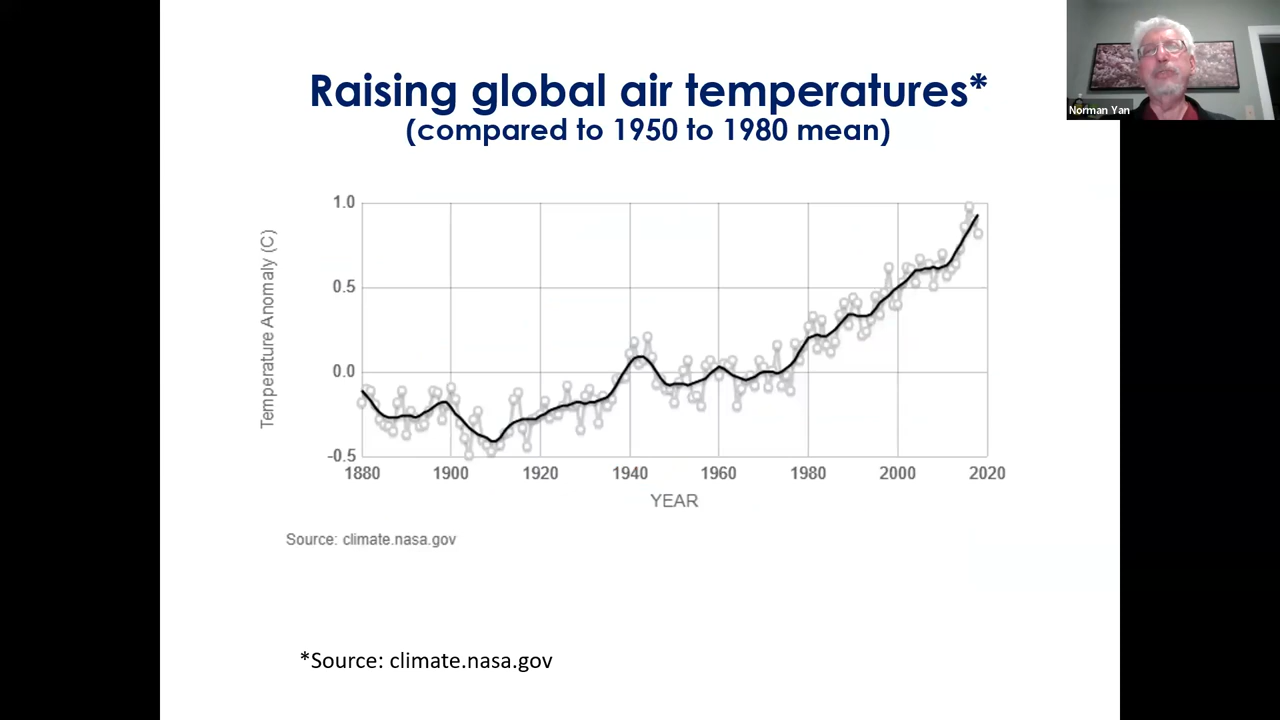 Raising global air temperatures*
(compared to 1950 to 1980 mean)
Norman Yan
Temperature Anomaly (C)
1.0
0.5
0.0
-0.5
1880 1900 1920 1940 1960 1980 2000 2020
YEAR
Source: climate.nasa.gov
*Source: climate.nasa.gov